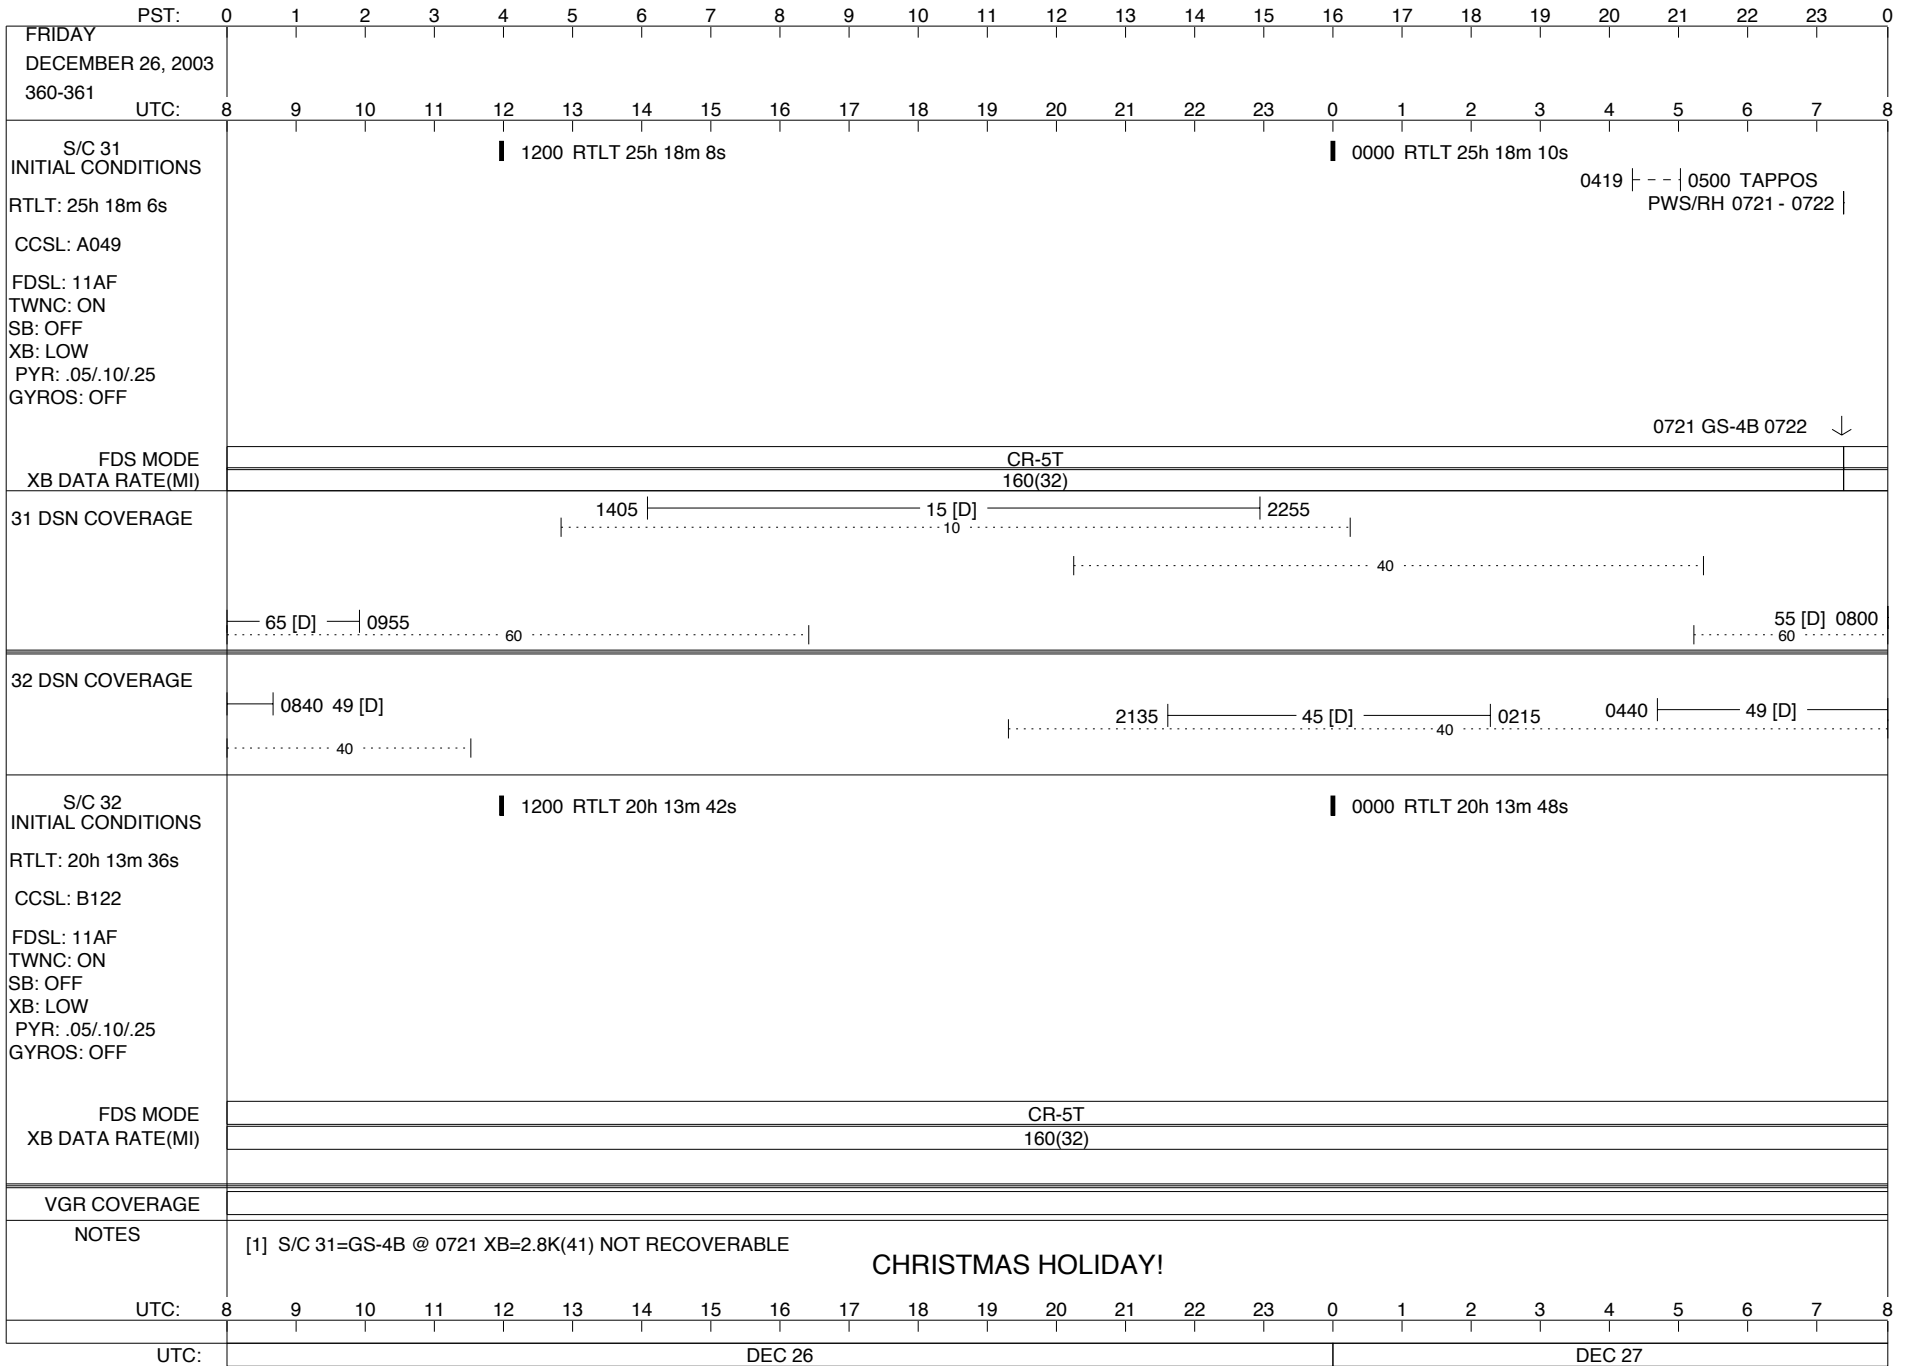 PST: 0 1 2 3 4 5 6 7 8 9 10 11 12 13 14 15 16 17 18 19 20 21 22 23 0
FRIDAY
DECEMBER 26, 2003
360-361
UTC: 8 9 10 11 12 13 14 15 16 17 18 19 20 21 22 23 0 1 2 3 4 5 6 7 8
S/C 31
INITIAL CONDITIONS
1200 RTLT 25h 18m 8s
0000 RTLT 25h 18m 10s
0419 0500 TAPPOS
RTLT: 25h 18m 6s
PWS/RH 0721 - 0722
CCSL: A049
FDSL: 11AF
TWNC: ON
SB: OFF
XB: LOW
PYR: .05/.10/.25
GYROS: OFF
0721 GS-4B 0722
FDS MODE CR-5T
XB DATA RATE(MI) 160(32)
31 DSN COVERAGE
1405 15 [D] 2255
10
40
65 [D] 0955
60
55 [D] 0800
60
32 DSN COVERAGE
0840 49 [D]
2135 45 [D] 0215
0440 49 [D]
40
40
S/C 32
INITIAL CONDITIONS
1200 RTLT 20h 13m 42s
0000 RTLT 20h 13m 48s
RTLT: 20h 13m 36s
CCSL: B122
FDSL: 11AF
TWNC: ON
SB: OFF
XB: LOW
PYR: .05/.10/.25
GYROS: OFF
FDS MODE CR-5T
XB DATA RATE(MI) 160(32)
VGR COVERAGE
NOTES
[1] S/C 31=GS-4B @ 0721 XB=2.8K(41) NOT RECOVERABLE
CHRISTMAS HOLIDAY!
UTC: 8 9 10 11 12 13 14 15 16 17 18 19 20 21 22 23 0 1 2 3 4 5 6 7 8
UTC: DEC 26 DEC 27